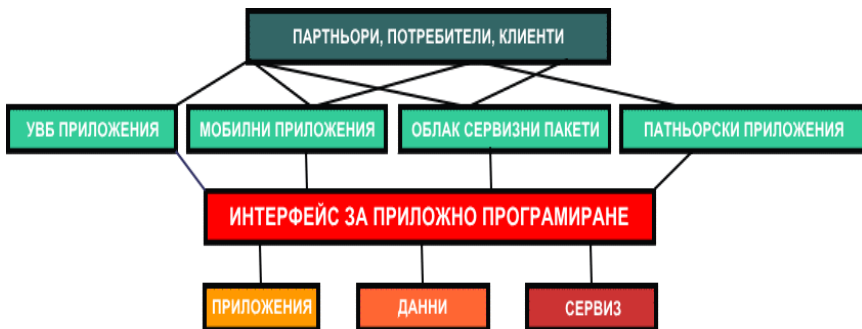 ПАРТНЬОРИ, ПОТРЕБИТЕЛИ, КЛИЕНТИ
УВБ ПРИЛОЖЕНИЯ
МОБИЛНИ ПРИЛОЖЕНИЯ
ОБЛАК СЕРВИЗНИ ПАКЕТИ
ПАТНЬОРСКИ ПРИЛОЖЕНИЯ
ИНТЕРФЕЙС ЗА ПРИЛОЖНО ПРОГРАМИРАНЕ
ПРИЛОЖЕНИЯ
ДАННИ
СЕРВИЗ